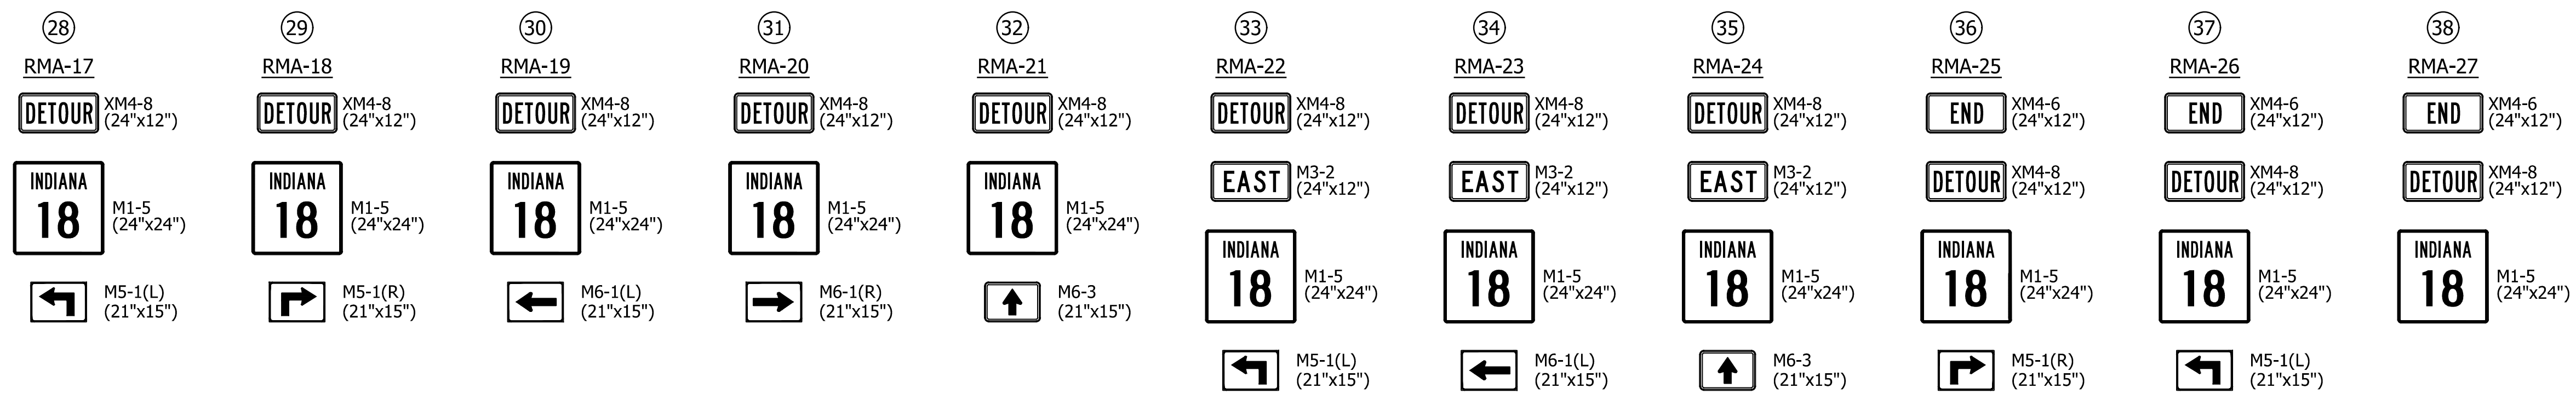 28
RMA-17
DETOUR
XM4-8
(24"x12")
INDIANA
18
M1-5
(24"x24")
M5-1(L)
(21"x15")
29
RMA-18
DETOUR
XM4-8
(24"x12")
INDIANA
18
M1-5
(24"x24")
M5-1(R)
(21"x15")
30
RMA-19
DETOUR
XM4-8
(24"x12")
INDIANA
18
M1-5
(24"x24")
M6-1(L)
(21"x15")
31
RMA-20
DETOUR
XM4-8
(24"x12")
INDIANA
18
M1-5
(24"x24")
M6-1(R)
(21"x15")
32
RMA-21
DETOUR
XM4-8
(24"x12")
INDIANA
18
M1-5
(24"x24")
M6-3
(21"x15")
33
RMA-22
DETOUR
XM4-8
(24"x12")
EAST
M3-2
(24"x12")
INDIANA
18
M1-5
(24"x24")
M5-1(L)
(21"x15")
34
RMA-23
DETOUR
XM4-8
(24"x12")
EAST
M3-2
(24"x12")
INDIANA
18
M1-5
(24"x24")
M6-1(L)
(21"x15")
35
RMA-24
DETOUR
XM4-8
(24"x12")
EAST
M3-2
(24"x12")
INDIANA
18
M1-5
(24"x24")
M6-3
(21"x15")
36
RMA-25
END
XM4-6
(24"x12")
DETOUR
XM4-8
(24"x12")
INDIANA
18
M1-5
(24"x24")
M5-1(R)
(21"x15")
37
RMA-26
END
XM4-6
(24"x12")
DETOUR
XM4-8
(24"x12")
INDIANA
18
M1-5
(24"x24")
M5-1(L)
(21"x15")
38
RMA-27
END
XM4-6
(24"x12")
DETOUR
XM4-8
(24"x12")
INDIANA
18
M1-5
(24"x24")